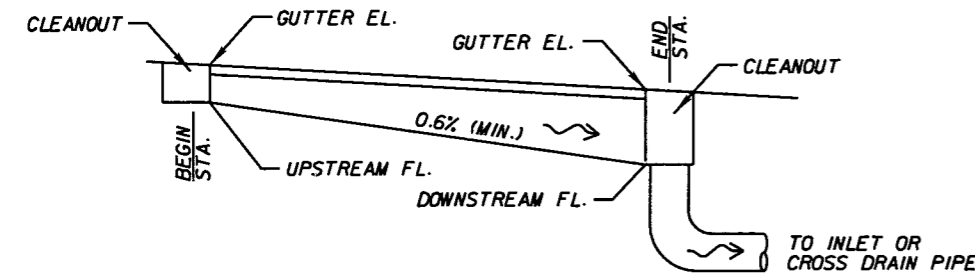 CLEANOUT
GUTTER EL.
GUTTER EL.
END
STA.
CLEANOUT
0.6% (MIN.)
BEGIN
STA.
UPSTREAM FL.
DOWNSTREAM FL.
TO INLET OR
CROSS DRAIN PIPE